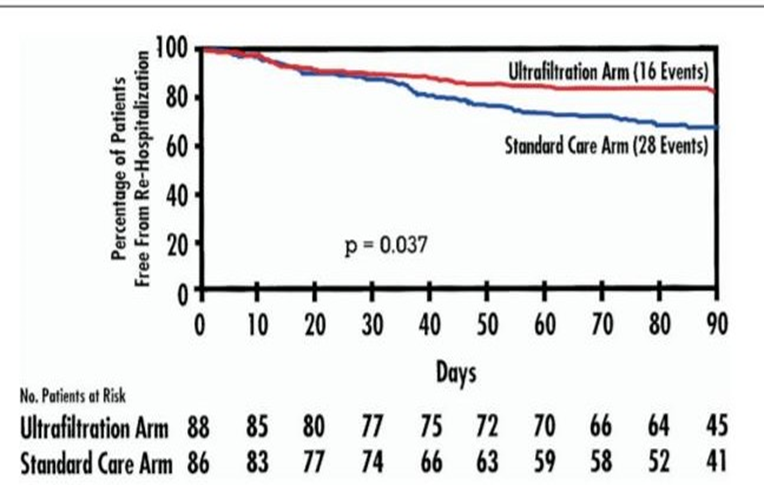 Percentage of Patients
Free From Re-Hospitalization
100
80
60
40
20
0
Ultrafiltration Arm (16 Events)
Standard Care Arm (28 Events)
p = 0.037
0 10 20 30 40 50 60 70 80 90
Days
No. Patients at Risk
Ultrafiltration Arm 88 85 80 77 75 72 70 66 64 45
Standard Care Arm 86 83 77 74 66 63 59 58 52 41